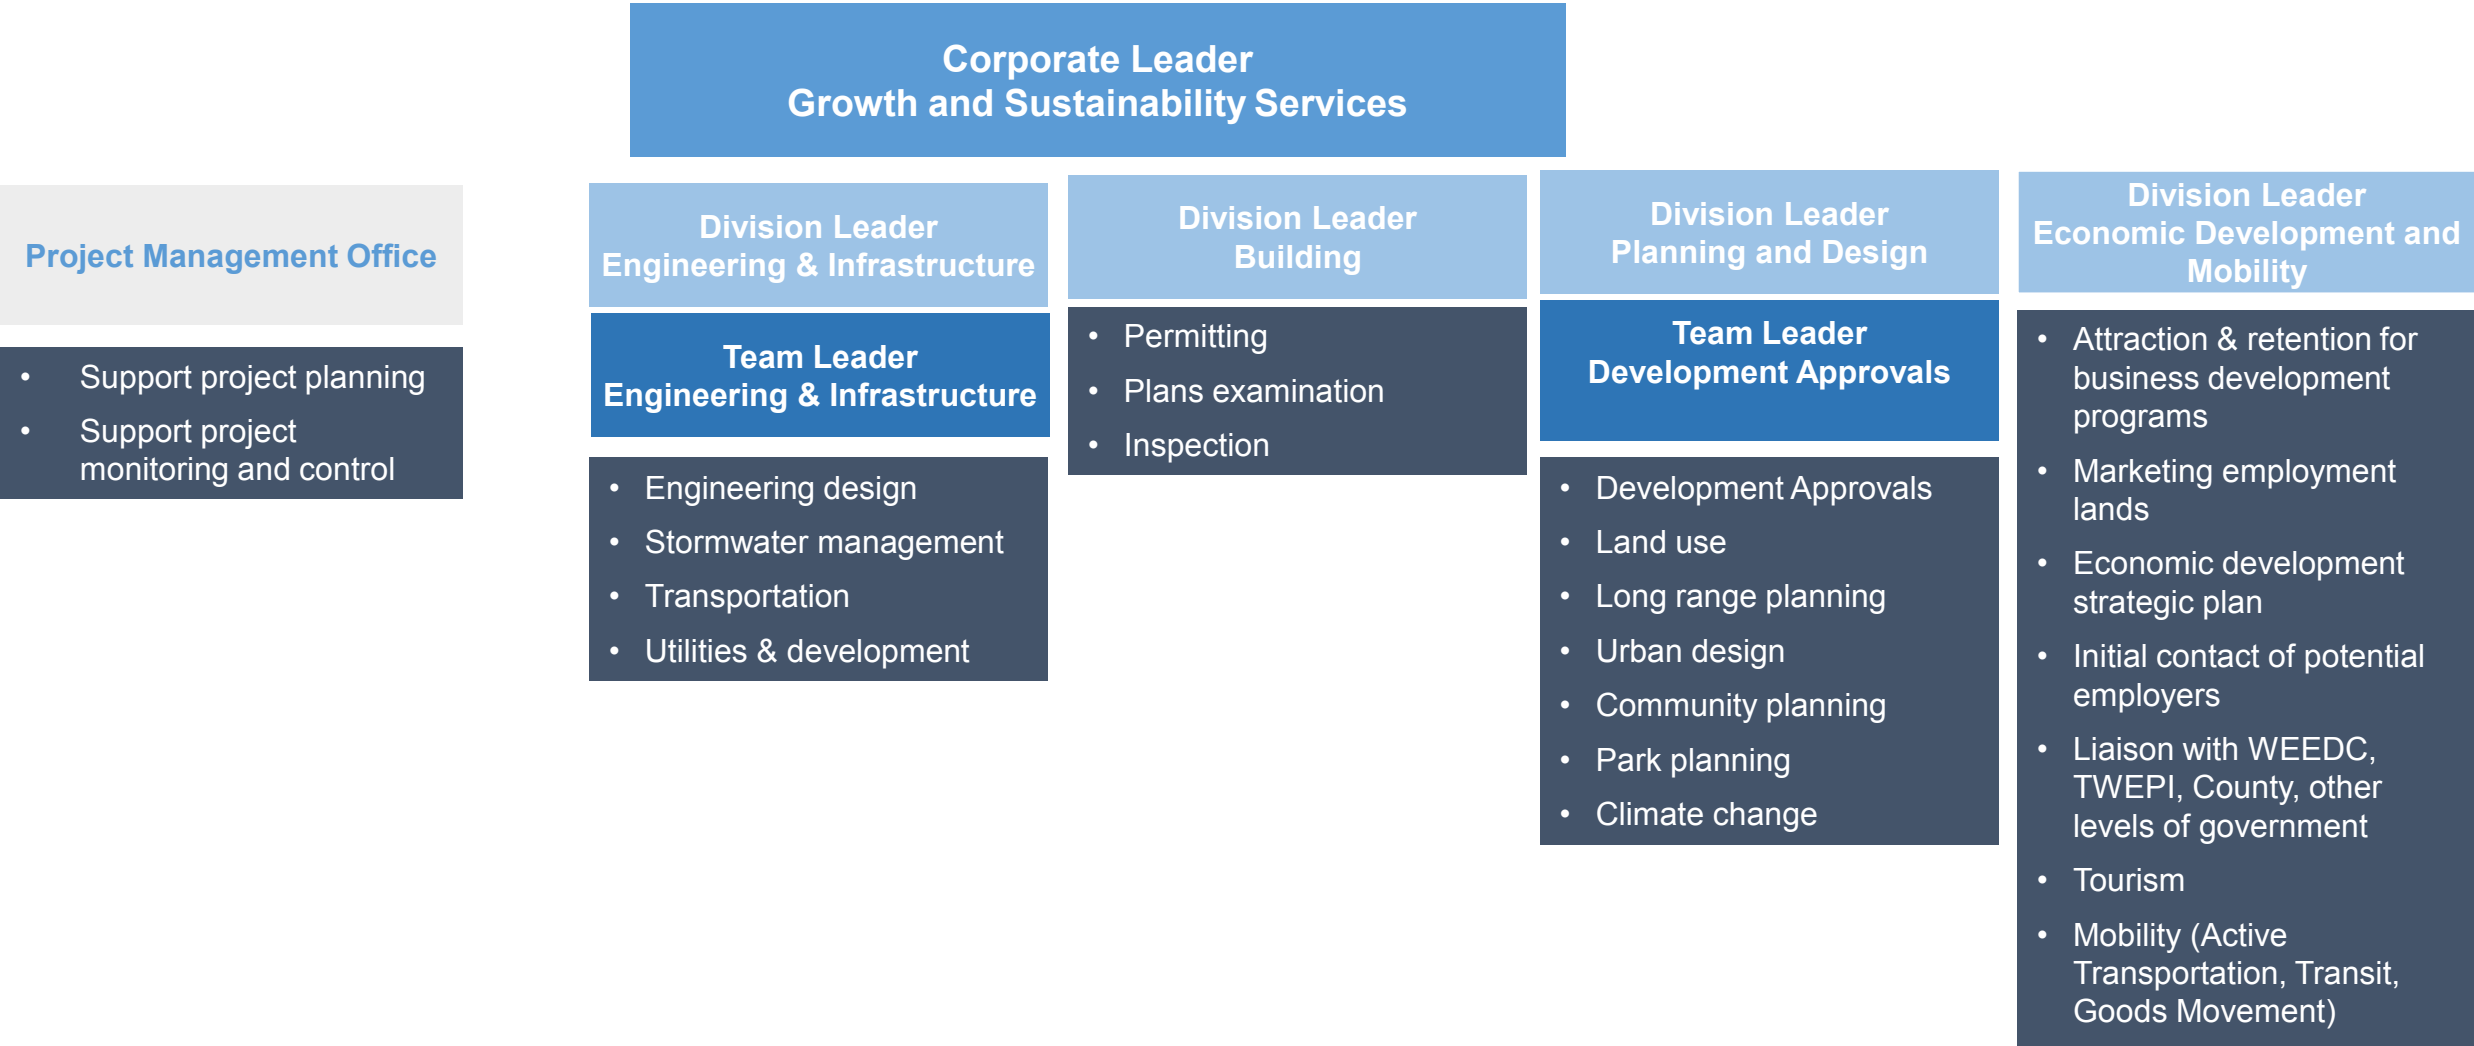 Corporate Leader
Growth and Sustainability Services
Project Management Office
• Support project planning
• Support project
monitoring and control
Division Leader
Engineering & Infrastructure
Team Leader
Engineering & Infrastructure
• Engineering design
• Stormwater management
• Transportation
• Utilities & development
Division Leader
Building
• Permitting
• Plans examination
• Inspection
Division Leader
Planning and Design
Team Leader
Development Approvals
• Development Approvals
• Land use
• Long range planning
• Urban design
• Community planning
• Park planning
• Climate change
Division Leader
Economic Development and
Mobility
• Attraction & retention for
business development
programs
• Marketing employment
lands
• Economic development
strategic plan
• Initial contact of potential
employers
• Liaison with WEEDC,
TWEPI, County, other
levels of government
• Tourism
• Mobility (Active
Transportation, Transit,
Goods Movement)